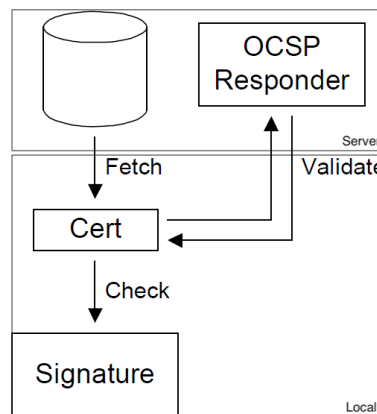 OCSP
Responder
Server
Fetch
Validate
Cert
Check
Signature
Local